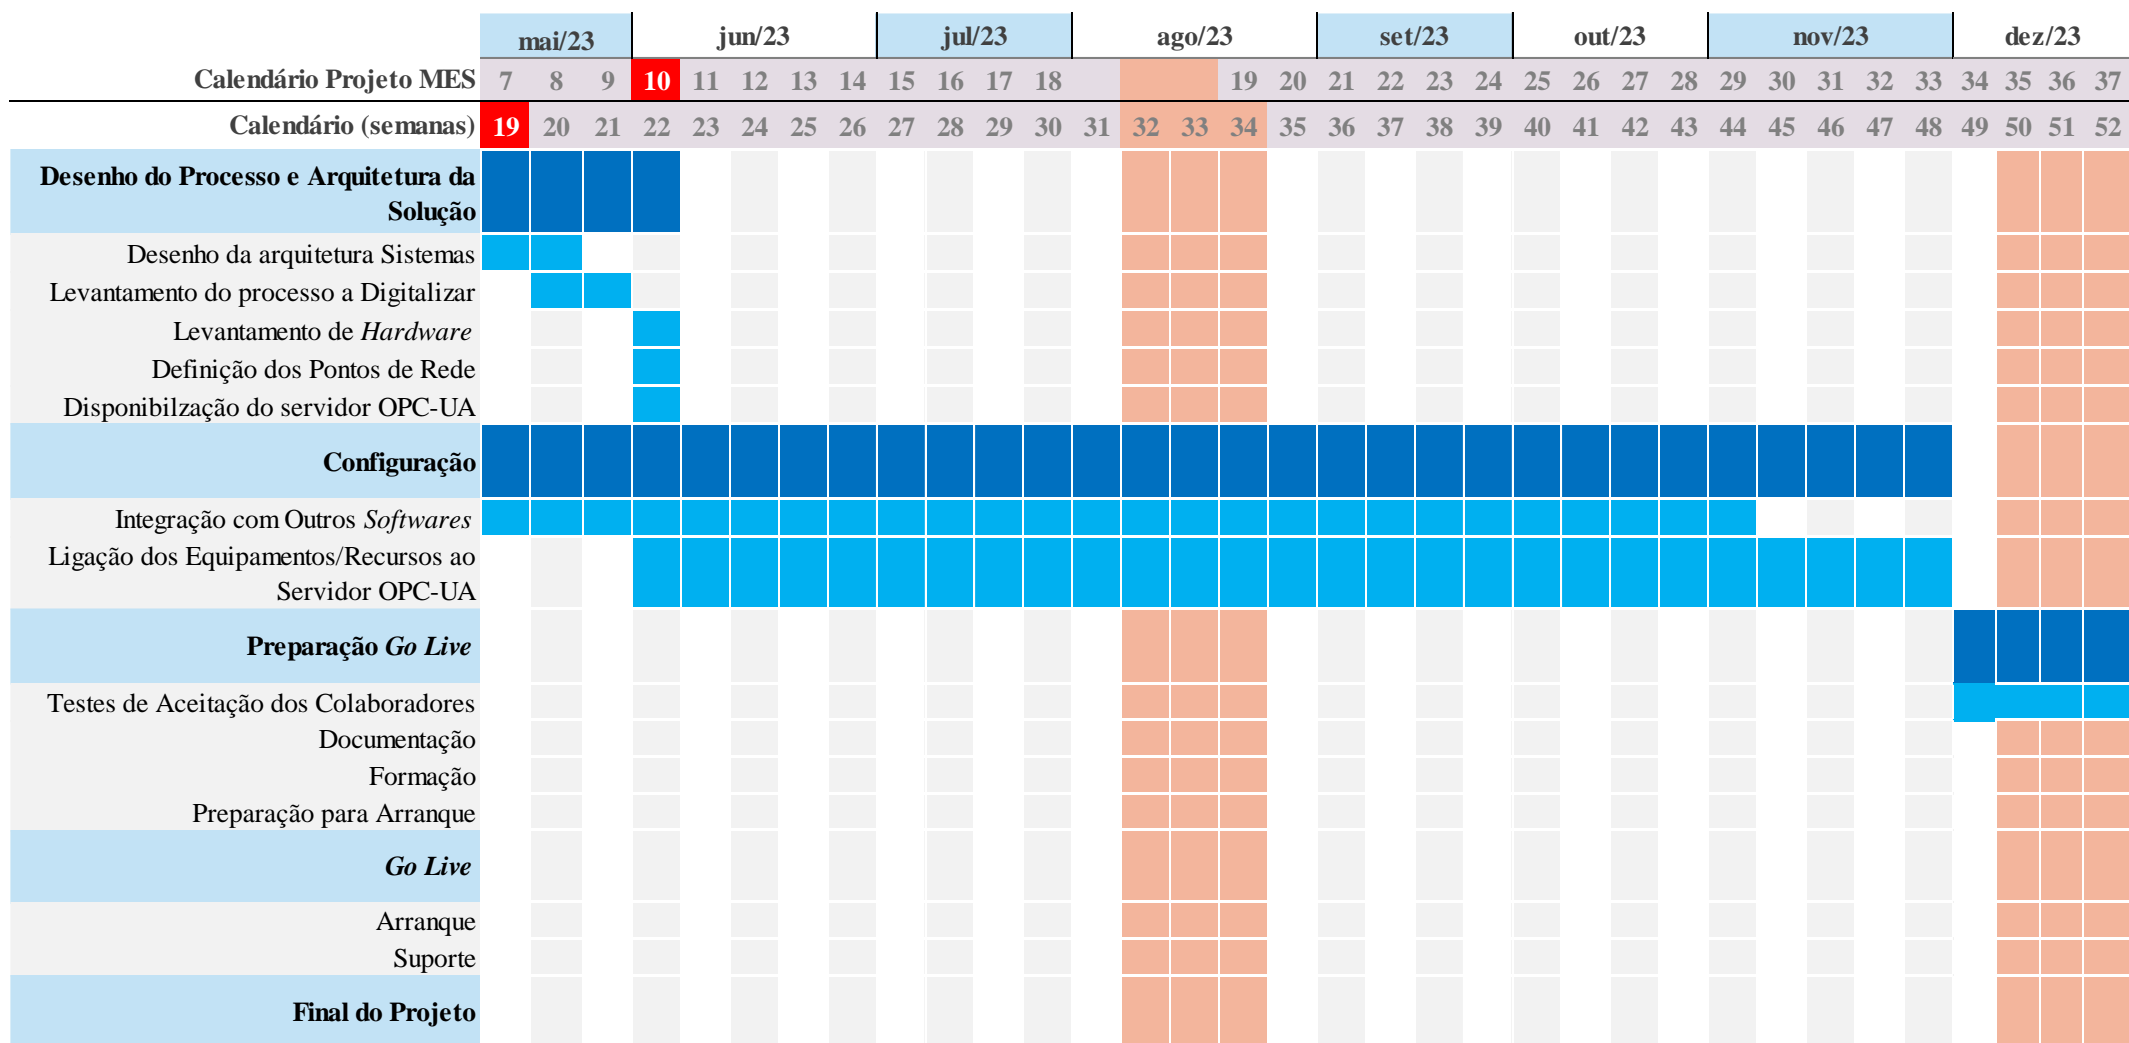 mai/23 jun/23 jul/23 ago/23 set/23 out/23 nov/23 dez/23
Calendário Projeto MES 7 8 9 10 11 12 13 14 15 16 17 18 19 20 21 22 23 24 25 26 27 28 29 30 31 32 33 34 35 36 37
Calendário (semanas) 19 20 21 22 23 24 25 26 27 28 29 30 31 32 33 34 35 36 37 38 39 40 41 42 43 44 45 46 47 48 49 50 51 52
Desenho do Processo e Arquitetura da
Solução
Desenho da arquitetura Sistemas
Levantamento do processo a Digitalizar
Levantamento de Hardware
Definição dos Pontos de Rede
Disponibilzação do servidor OPC-UA
Configuração
Integração com Outros Softwares
Ligação dos Equipamentos/Recursos ao
Servidor OPC-UA
Preparação Go Live
Testes de Aceitação dos Colaboradores
Documentação
Formação
Preparação para Arranque
Go Live
Arranque
Suporte
Final do Projeto